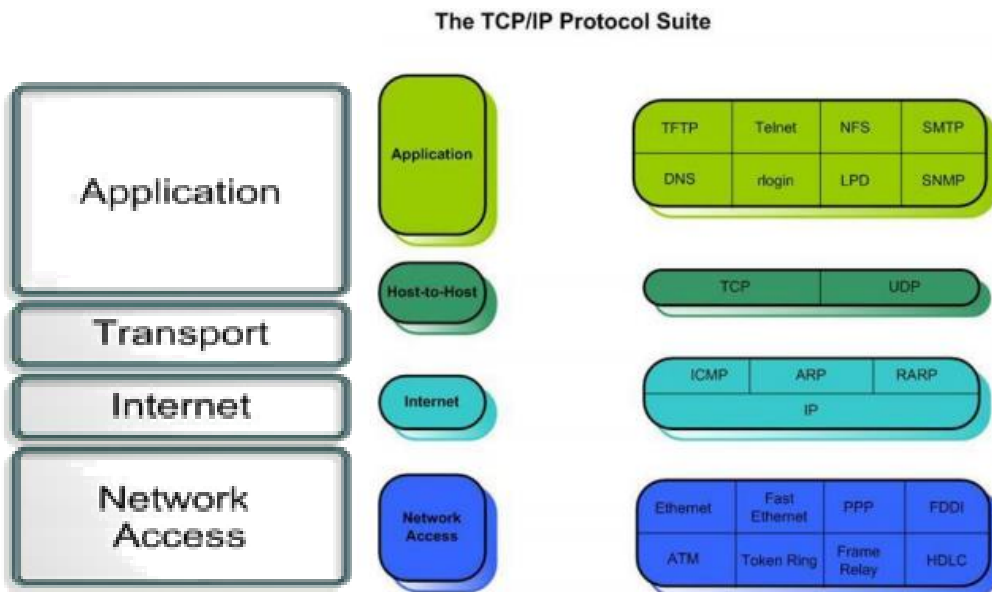 The TCP/IP Protocol Suite
Application
Transport
Internet
Network
Access
Application
Host-to-Host
Internet
Network
Access
TFTP Telnet NFS SMTP
DNS rlogin LPD SNMP
TCP UDP
ICMP ARP RARP
IP
Ethernet Fast Ethernet PPP FDDI
ATM Token Ring Frame Relay HDLC